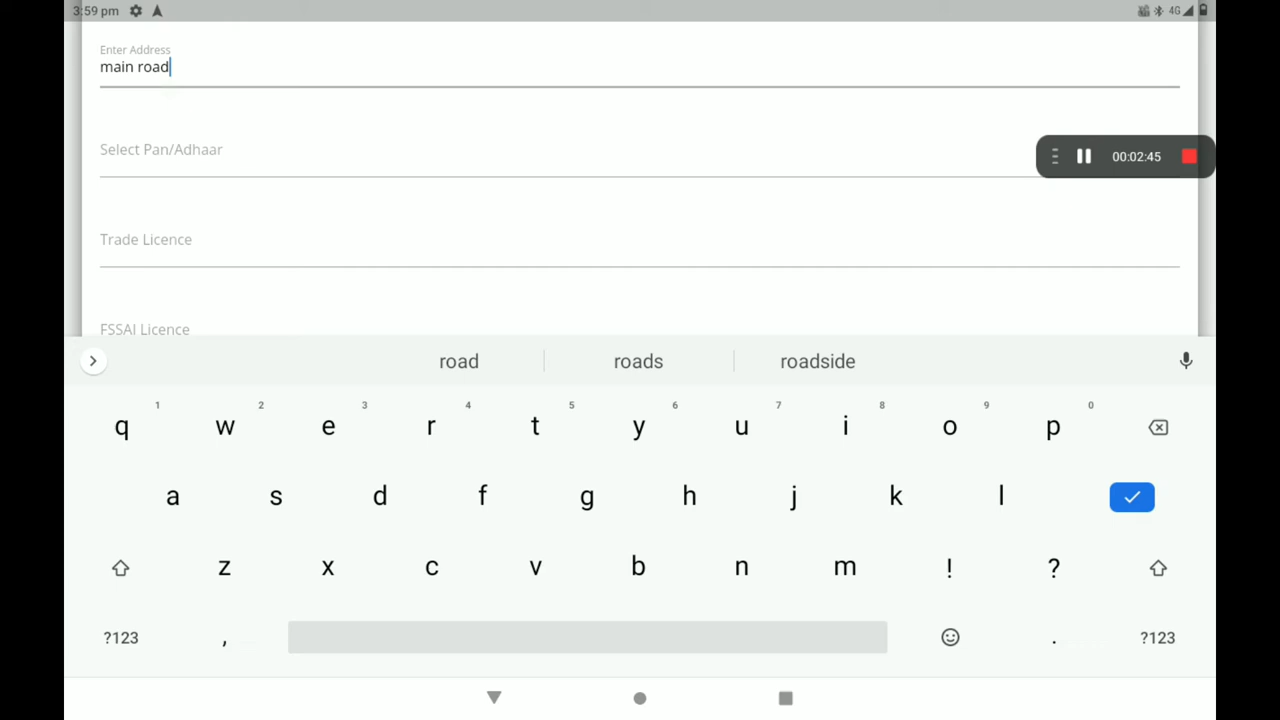 3:59 pm 4G
Enter Address
main road
Select Pan/Adhaar
00:02:45
Trade Licence
FSSAI Licence
road roads roadside
1 2 3 4 5 6 7 8 9 0
q w e r t y u i o p
a s d f g h j k l
z x c v b n m ! ?
?123 , . ?123